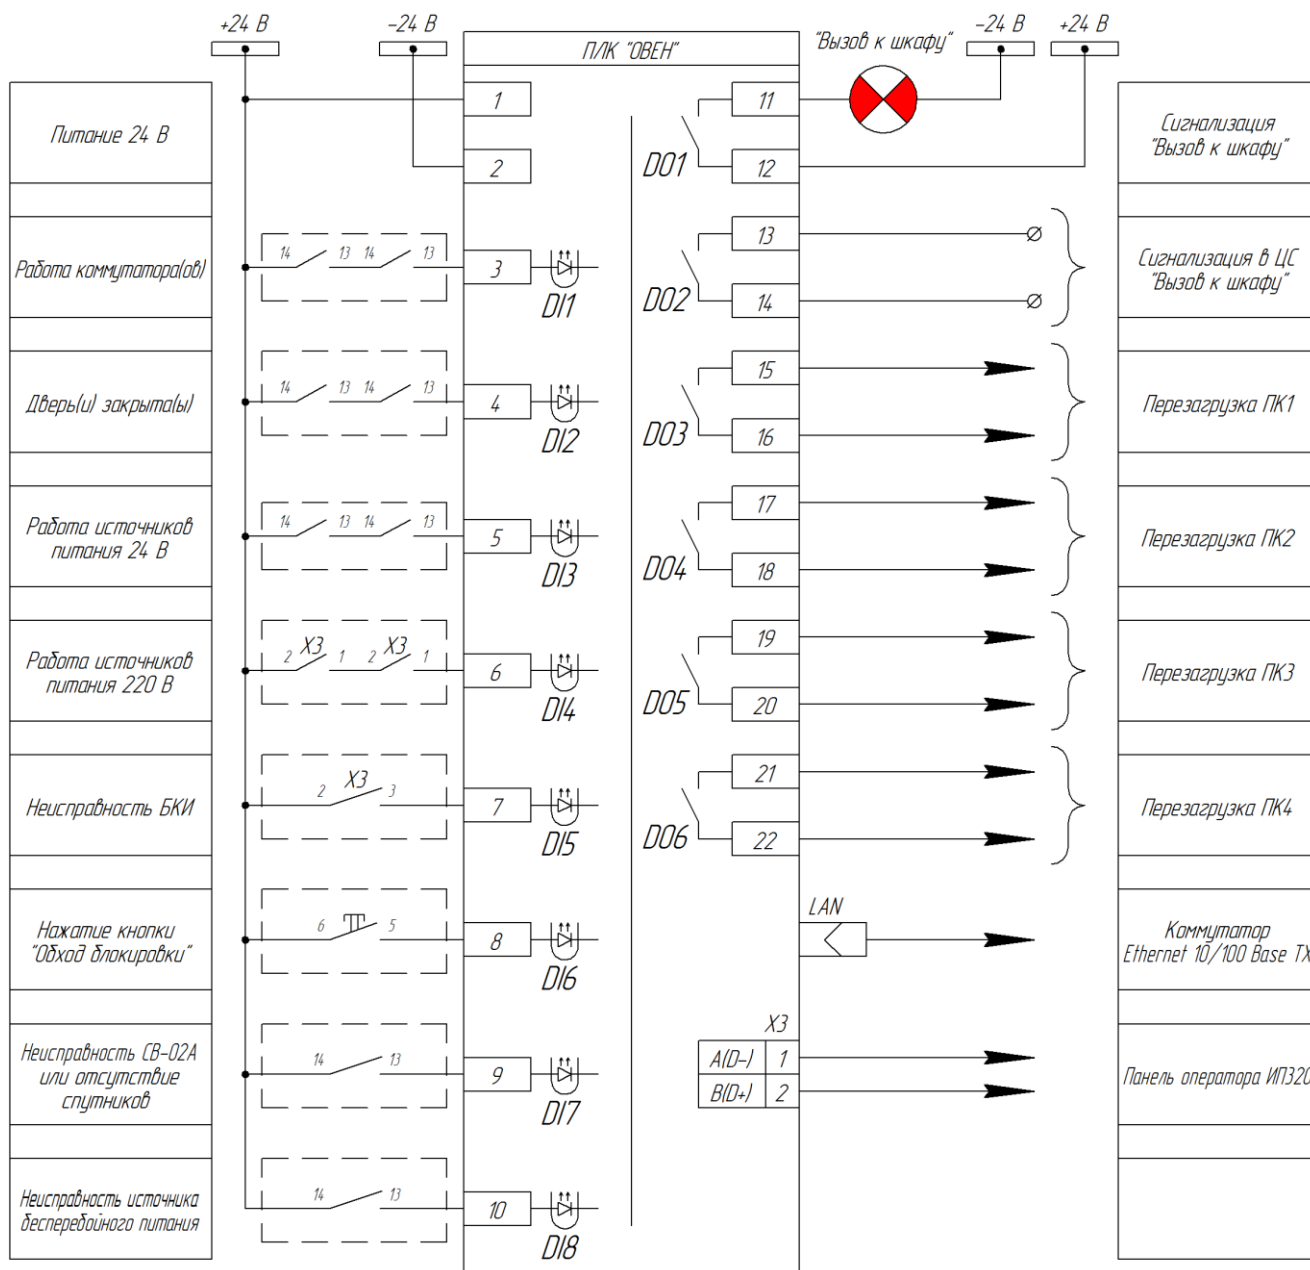 +24 В
-24 В
ПЛК "ОВЕН"
"Вызов к шкафу"
-24 В
+24 В
Питание 24 В
1
2
11
DO1
12
Сигнализация
"Вызов к шкафу"
Работа коммутатора(ов)
14
13
14
13
3
DI1
13
DO2
14
Сигнализация в ЦС
"Вызов к шкафу"
Дверь(и) закрыта(ы)
14
13
14
13
4
DI2
15
DO3
16
Перезагрузка ПК1
Работа источников
питания 24 В
14
13
14
13
5
DI3
17
DO4
18
Перезагрузка ПК2
Работа источников
питания 220 В
2
X3
1
2
X3
1
6
DI4
19
DO5
20
Перезагрузка ПК3
Неисправность БКИ
2
X3
3
7
DI5
21
DO6
22
Перезагрузка ПК4
Нажатие кнопки
"Обход блокировки"
6
5
8
DI6
LAN
Коммутатор
Ethernet 10/100 Base TX
Неисправность СВ-02А
или отсутствие
спутников
14
13
9
DI7
X3
A(D-) 1
B(D+) 2
Панель оператора ИП320
Неисправность источника
бесперебойного питания
14
13
10
DI8